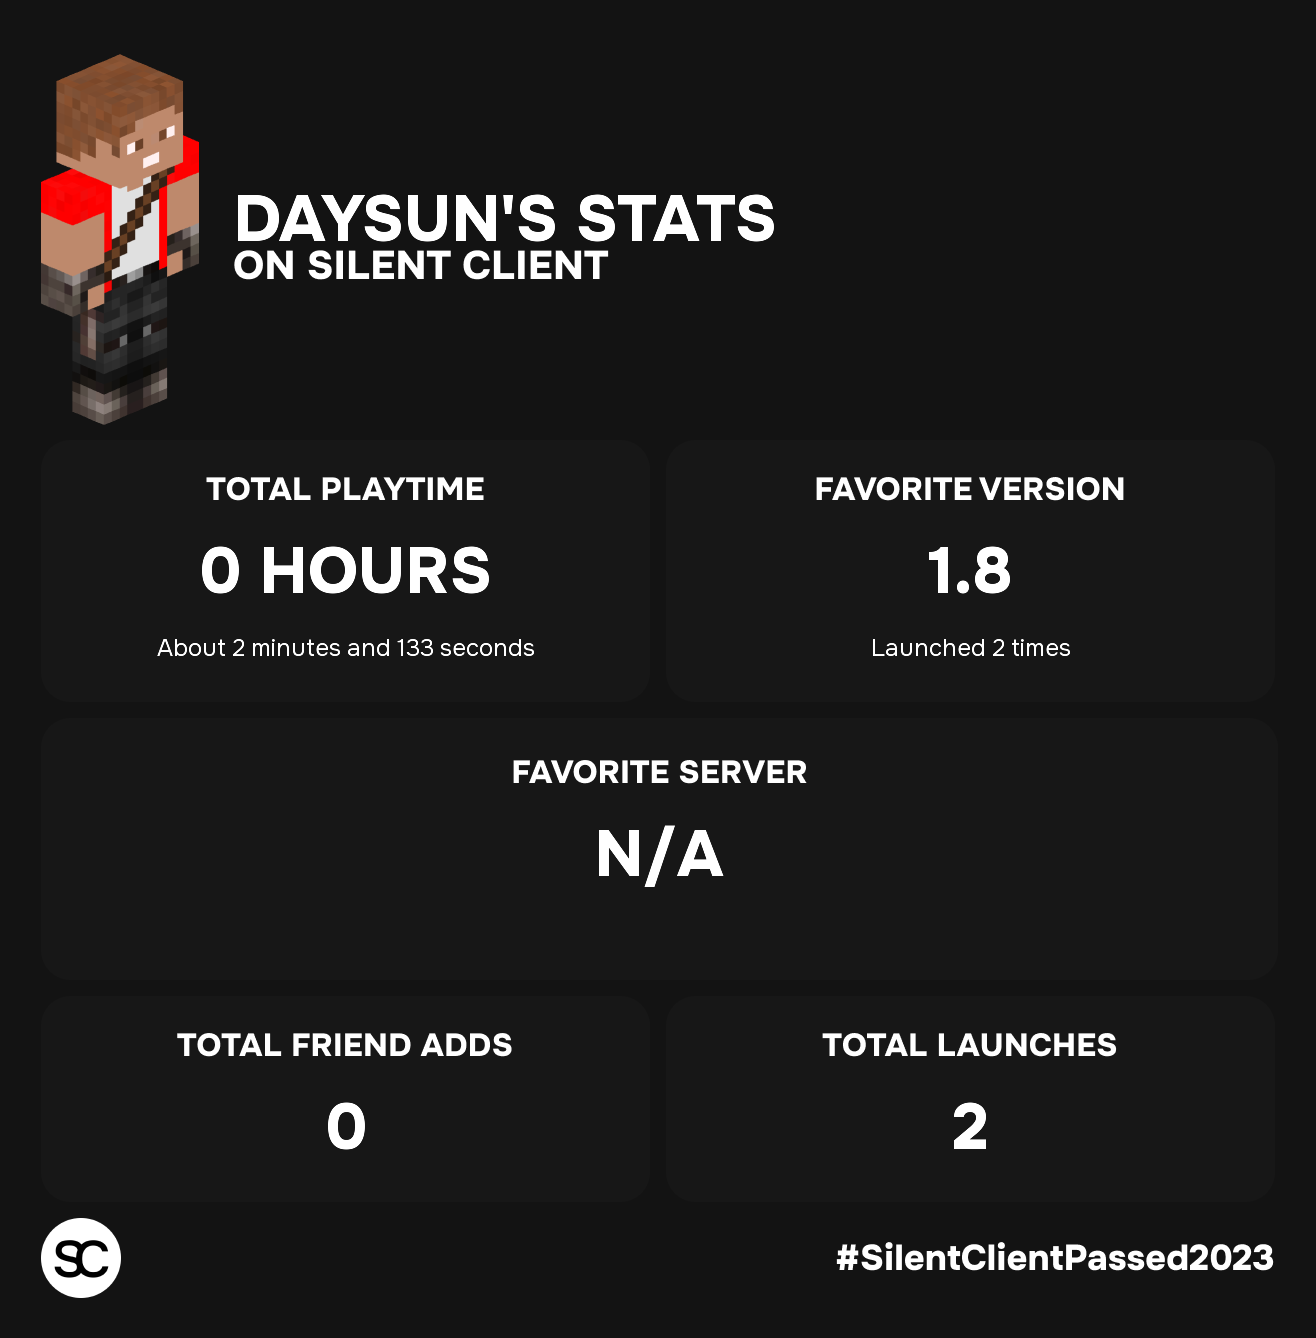 DAYSUN'S STATS
ON SILENT CLIENT
TOTAL PLAYTIME
0 HOURS
About 2 minutes and 133 seconds
FAVORITE VERSION
1.8
Launched 2 times
FAVORITE SERVER
N/A
TOTAL FRIEND ADDS
0
TOTAL LAUNCHES
2
SC
#SilentClientPassed2023